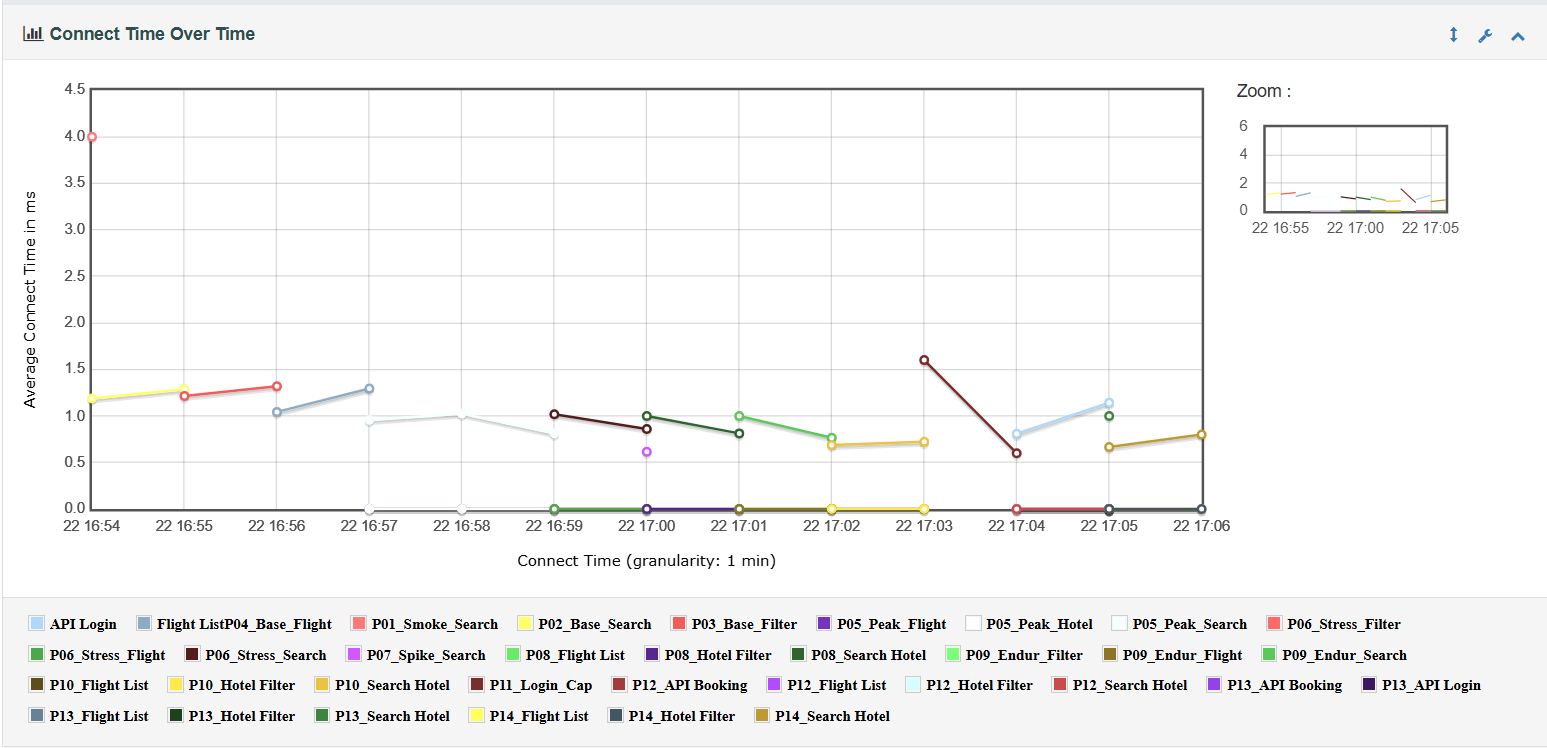 Connect Time Over Time
Zoom :
4.5
4.0
3.5
3.0
2.5
2.0
1.5
1.0
0.5
0.0
Average Connect Time in ms
22 16:54 22 16:55 22 16:56 22 16:57 22 16:58 22 16:59 22 17:00 22 17:01 22 17:02 22 17:03 22 17:04 22 17:05 22 17:06
Connect Time (granularity: 1 min)
6
4
2
0
22 16:55 22 17:00 22 17:05
API Login Flight ListP04_Base_Flight P01_Smoke_Search P02_Base_Search P03_Base_Filter P05_Peak_Flight P05_Peak_Hotel P05_Peak_Search P06_Stress_Filter
P06_Stress_Flight P06_Stress_Search P07_Spike_Search P08_Flight List P08_Hotel Filter P08_Search Hotel P09_Endur_Filter P09_Endur_Flight P09_Endur_Search
P10_Flight List P10_Hotel Filter P10_Search Hotel P11_Login_Cap P12_API Booking P12_Flight List P12_Hotel Filter P12_Search Hotel P13_API Booking P13_API Login
P13_Flight List P13_Hotel Filter P13_Search Hotel P14_Flight List P14_Hotel Filter P14_Search Hotel